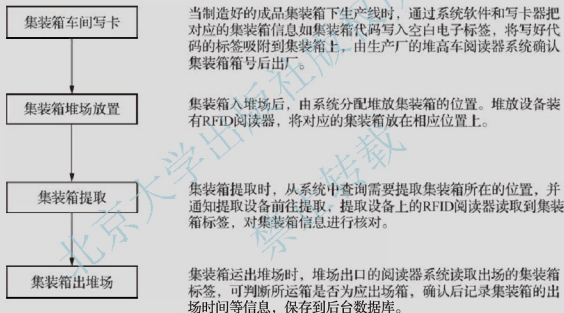 集装箱车间写卡
当制造好的成品集装箱下生产线时，通过系统软件和写卡器把
对应的集装箱信息如集装箱代码写入空白电子标签，将写好代
码的标签吸附到集装箱上，由生产厂的堆高车阅读器系统确认
集装箱箱号后出厂。
集装箱堆场放置
集装箱入堆场后，由系统分配堆放集装箱的位置。堆放设备装
有RFID阅读器，将对应的集装箱放在相应位置上。
集装箱提取
集装箱提取时，从系统中查询需要提取集装箱所在的位置，并
通知提取设备前往提取，提取设备上的RFID阅读器读取到集装
箱标签，对集装箱信息进行核对。
集装箱出堆场
集装箱运出堆场时，堆场出口的阅读器系统读取出场的集装箱
标签，可判断所运箱是否为应出场箱，确认后记录集装箱的出
场时间等信息，保存到后台数据库。
北京大学出版社版权所有
禁止转载